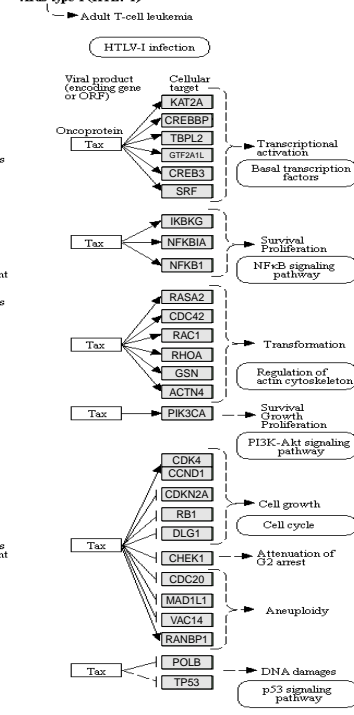 Adult T-cell leukemia
HTLV-I infection
Viral product
(encoding gene
or ORF)
Cellular
target
Oncoprotein
Tax
KAT2A
CREBBP
TBPL2
GTF2A1L
CREB3
SRF
Transcriptional
activation
Basal transcription
factors
Tax
IKBKG
NFKBIA
NFKB1
Survival
Proliferation
NFκB signaling
pathway
Tax
RASA2
CDC42
RAC1
RHOA
GSN
ACTN4
Transformation
Regulation of
actin cytoskeleton
Tax
PIK3CA
Survival
Growth
Proliferation
PI3K-Akt signaling
pathway
Tax
CDK4
CCND1
CDKN2A
RB1
DLG1
CHEK1
CDC20
MAD1L1
VAC14
RANBP1
Cell growth
Cell cycle
Attenuation of
G2 arrest
Aneuploidy
Tax
POLB
TP53
DNA damages
p53 signaling
pathway